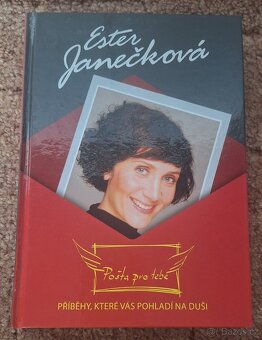 Ester
Janečková
Pošta pro tebe
PŘÍBĚHY, KTERÉ VÁS POHLADÍ NA DUŠI